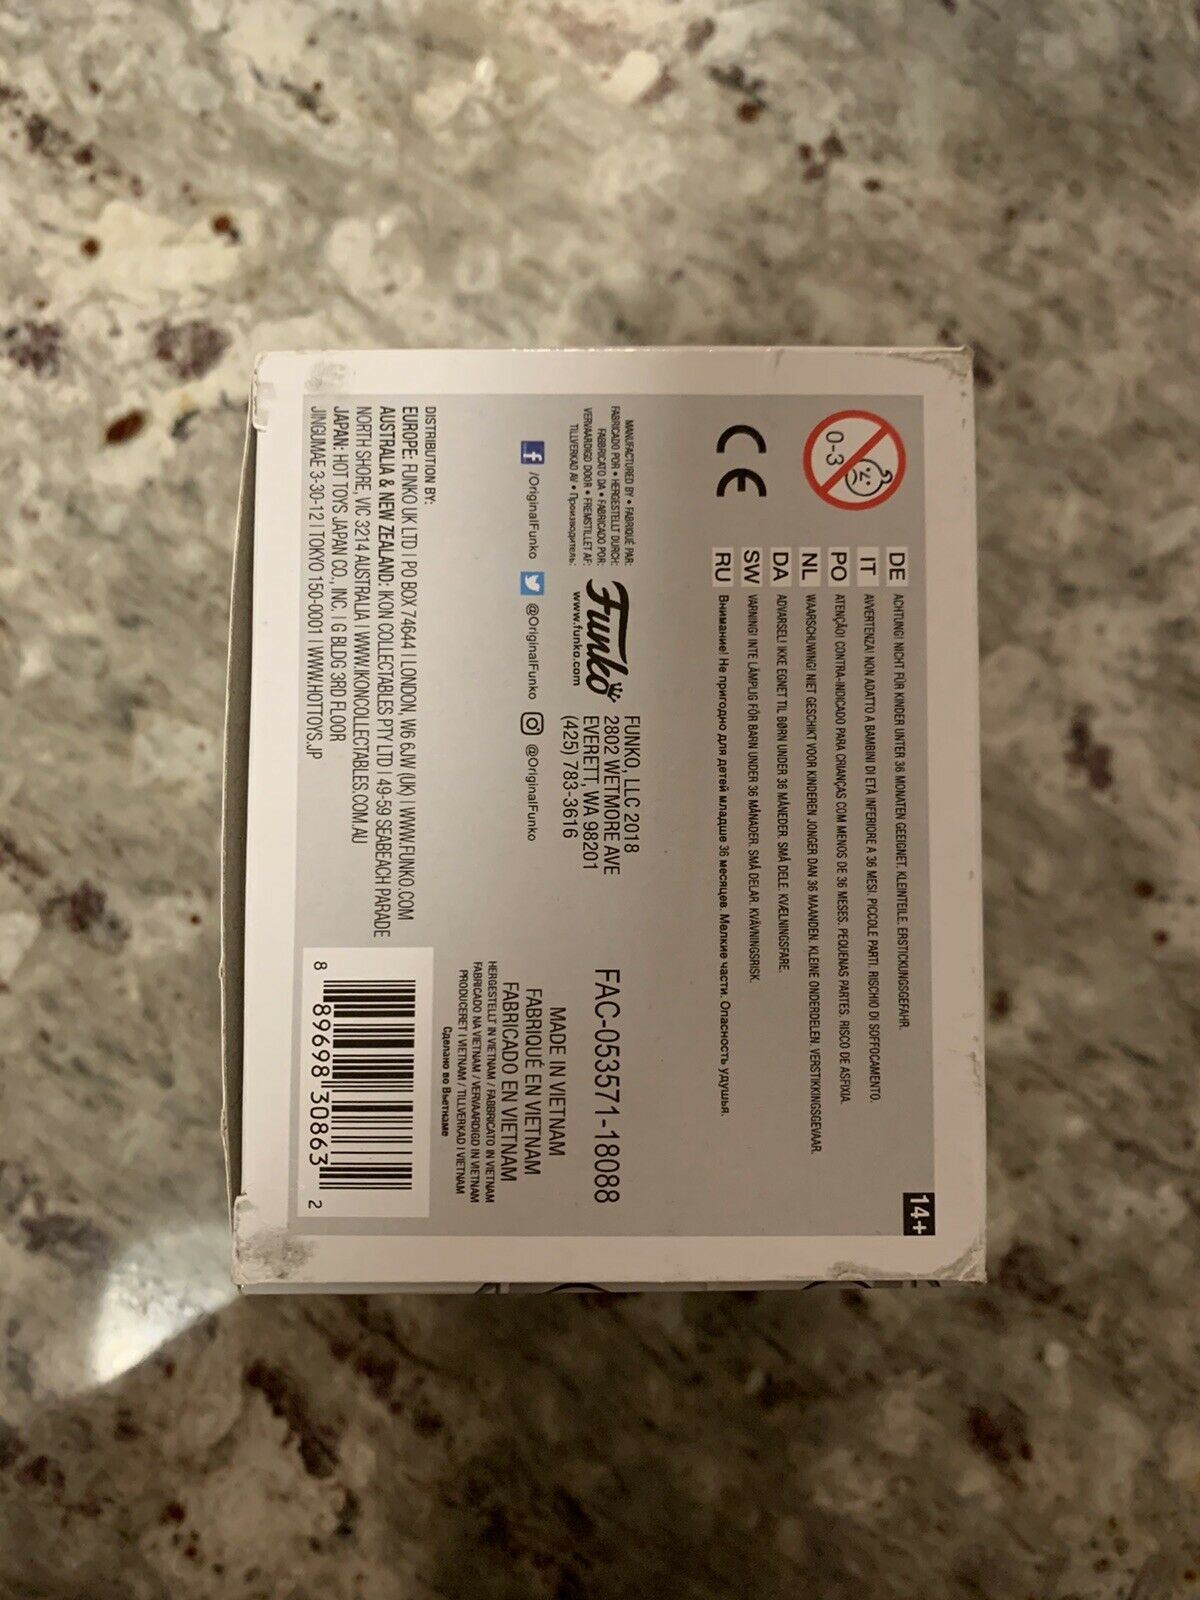 14+
0-3
CE
DE ACHTUNG! NICHT FÜR KINDER UNTER 36 MONATEN GEEIGNET. KLEINTEILE. ERSTICKUNGSGEFAHR.
IT AVVERTENZA! NON ADATTO A BAMBINI DI ETÀ INFERIORE A 36 MESI. PICCOLE PARTI. RISCHIO DI SOFFOCAMENTO.
PO ATENÇÃO! CONTRA-INDICADO PARA CRIANÇAS COM MENOS DE 36 MESES. PEQUENAS PARTES. RISCO DE ASFIXIA.
NL WAARSCHUWING! NIET GESCHIKT VOOR KINDEREN JONGER DAN 36 MAANDEN. KLEINE ONDERDELEN. VERSTIKKINGSGEVAAR.
DA ADVARSEL! IKKE EGNET TIL BØRN UNDER 36 MÅNEDER. SMÅ DELE. KVÆLNINGSFARE.
SW VARNING! INTE LÄMPLIG FÖR BARN UNDER 36 MÅNADER. SMÅ DELAR. KVÄVNINGSRISK.
RU Внимание! Не пригодно для детей младше 36 месяцев. Мелкие части. Опасность удушья.
MANUFACTURED BY • FABRIQUÉ PAR:
FABRICADO POR • HERGESTELLT DURCH:
FABBRICATO DA • FABRICADO POR:
VERVAARDIGD DOOR • FREMSTILLET AF:
TILLVERKAD AV • Производитель:
Funko
www.funko.com
FUNKO, LLC 2018
2802 WETMORE AVE
EVERETT, WA 98201
(425) 783-3616
FAC-053571-18088
MADE IN VIETNAM
FABRIQUÉ EN VIETNAM
FABRICADO EN VIETNAM
HERGESTELLT IN VIETNAM / FABBRICATO IN VIETNAM
FABRICADO NA VIETNAM / VERVAARDIGD IN VIETNAM
PRODUCERET I VIETNAM / TILLVERKAD I VIETNAM
Сделано во Вьетнаме
f /OriginalFunko @OriginalFunko @OriginalFunko
DISTRIBUTION BY:
EUROPE: FUNKO UK LTD | PO BOX 74644 | LONDON, W6 6JW (UK) | WWW.FUNKO.COM
AUSTRALIA & NEW ZEALAND: IKON COLLECTABLES PTY LTD | 49-59 SEABEACH PARADE
NORTH SHORE, VIC 3214 AUSTRALIA | WWW.IKONCOLLECTABLES.COM.AU
JAPAN: HOT TOYS JAPAN CO., INC. | G BLDG 3RD FLOOR
JINGUMAE 3-30-12 | TOKYO 150-0001 | WWW.HOTTOYS.JP
8 89698 30863 2